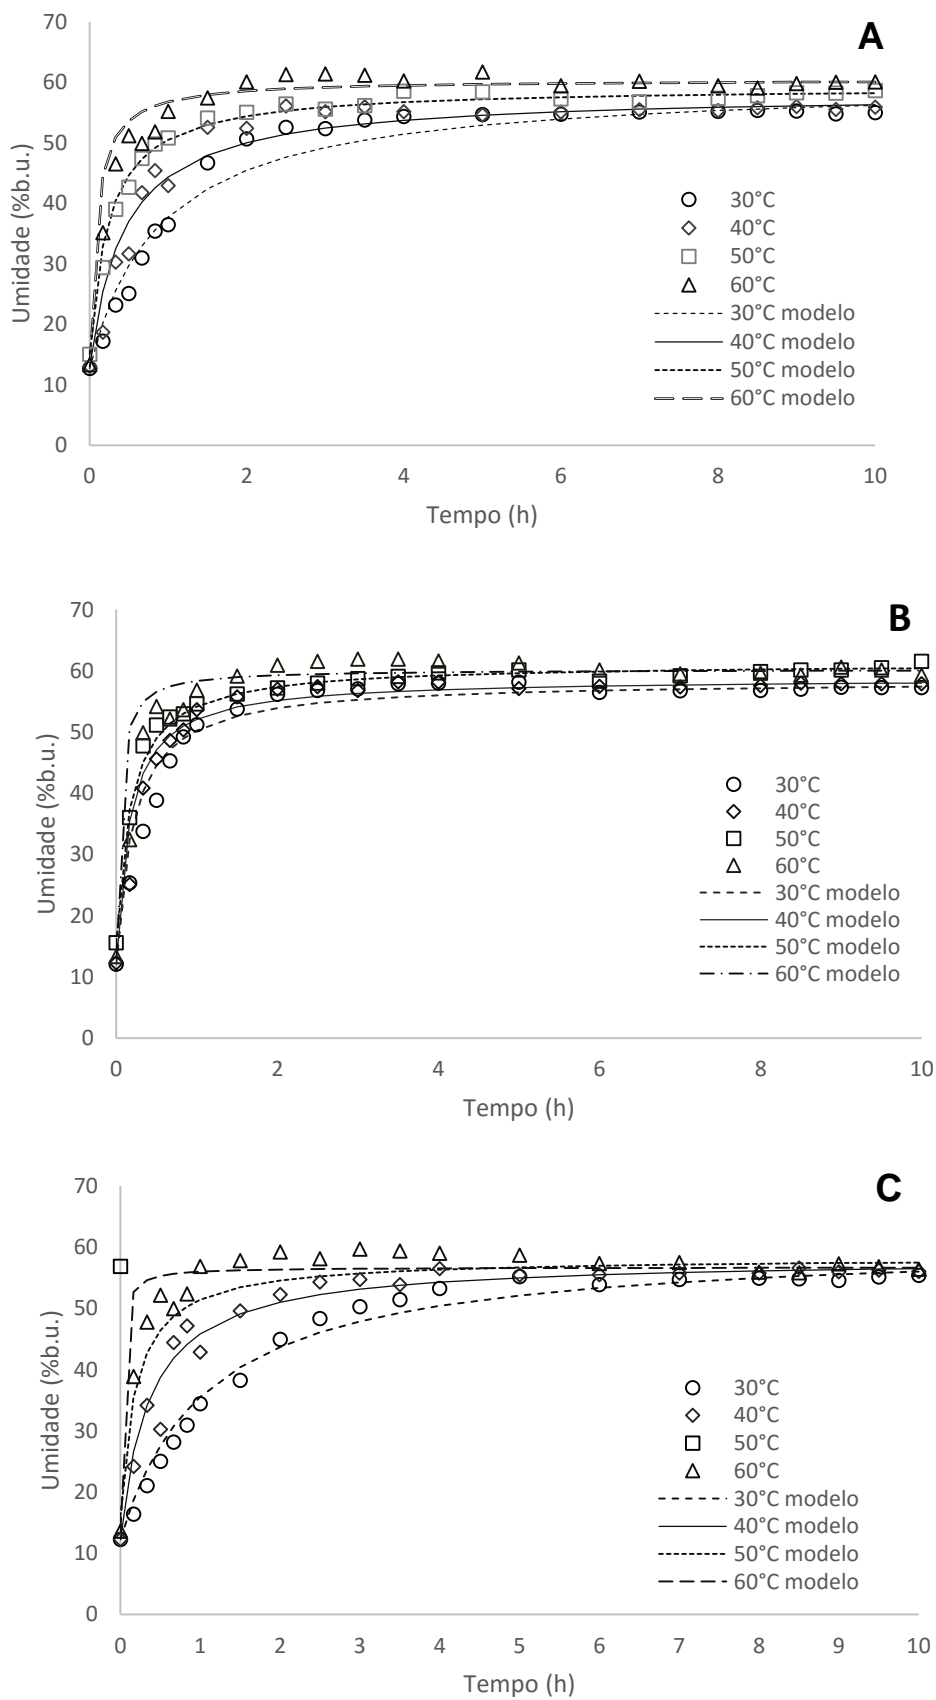 A
70
60
50
40
30
20
10
0
Umidade (%b.u.)
30°C
40°C
50°C
60°C
30°C modelo
40°C modelo
50°C modelo
60°C modelo
0 2 4 6 8 10
Tempo (h)
B
70
60
50
40
30
20
10
0
Umidade (%b.u.)
30°C
40°C
50°C
60°C
30°C modelo
40°C modelo
50°C modelo
60°C modelo
0 2 4 6 8 10
Tempo (h)
C
70
60
50
40
30
20
10
0
Umidade (%b.u.)
30°C
40°C
50°C
60°C
30°C modelo
40°C modelo
50°C modelo
60°C modelo
0 1 2 3 4 5 6 7 8 9 10
Tempo (h)